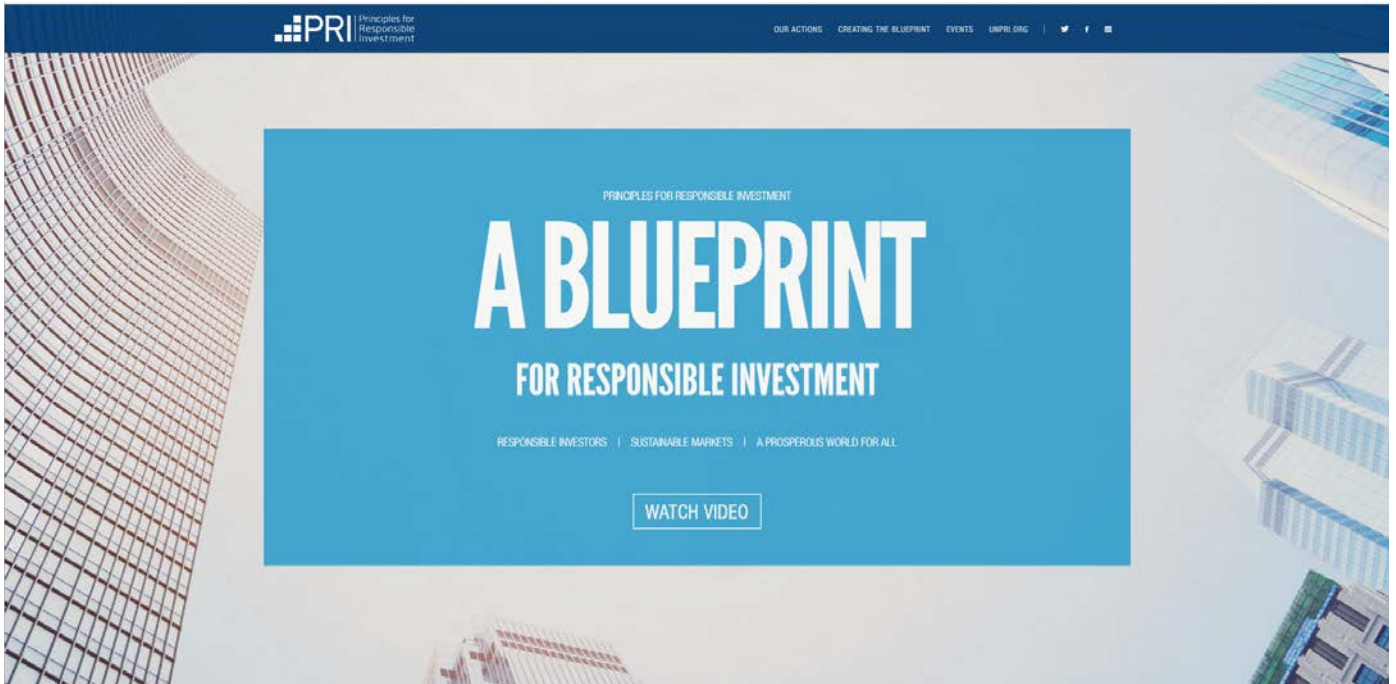 PRI Principles for
Responsible
Investment
OUR ACTIONS CREATING THE BLUEPRINT EVENTS UNPRI.ORG |
PRINCIPLES FOR RESPONSIBLE INVESTMENT
A BLUEPRINT
FOR RESPONSIBLE INVESTMENT
RESPONSIBLE INVESTORS | SUSTAINABLE MARKETS | A PROSPEROUS WORLD FOR ALL
WATCH VIDEO